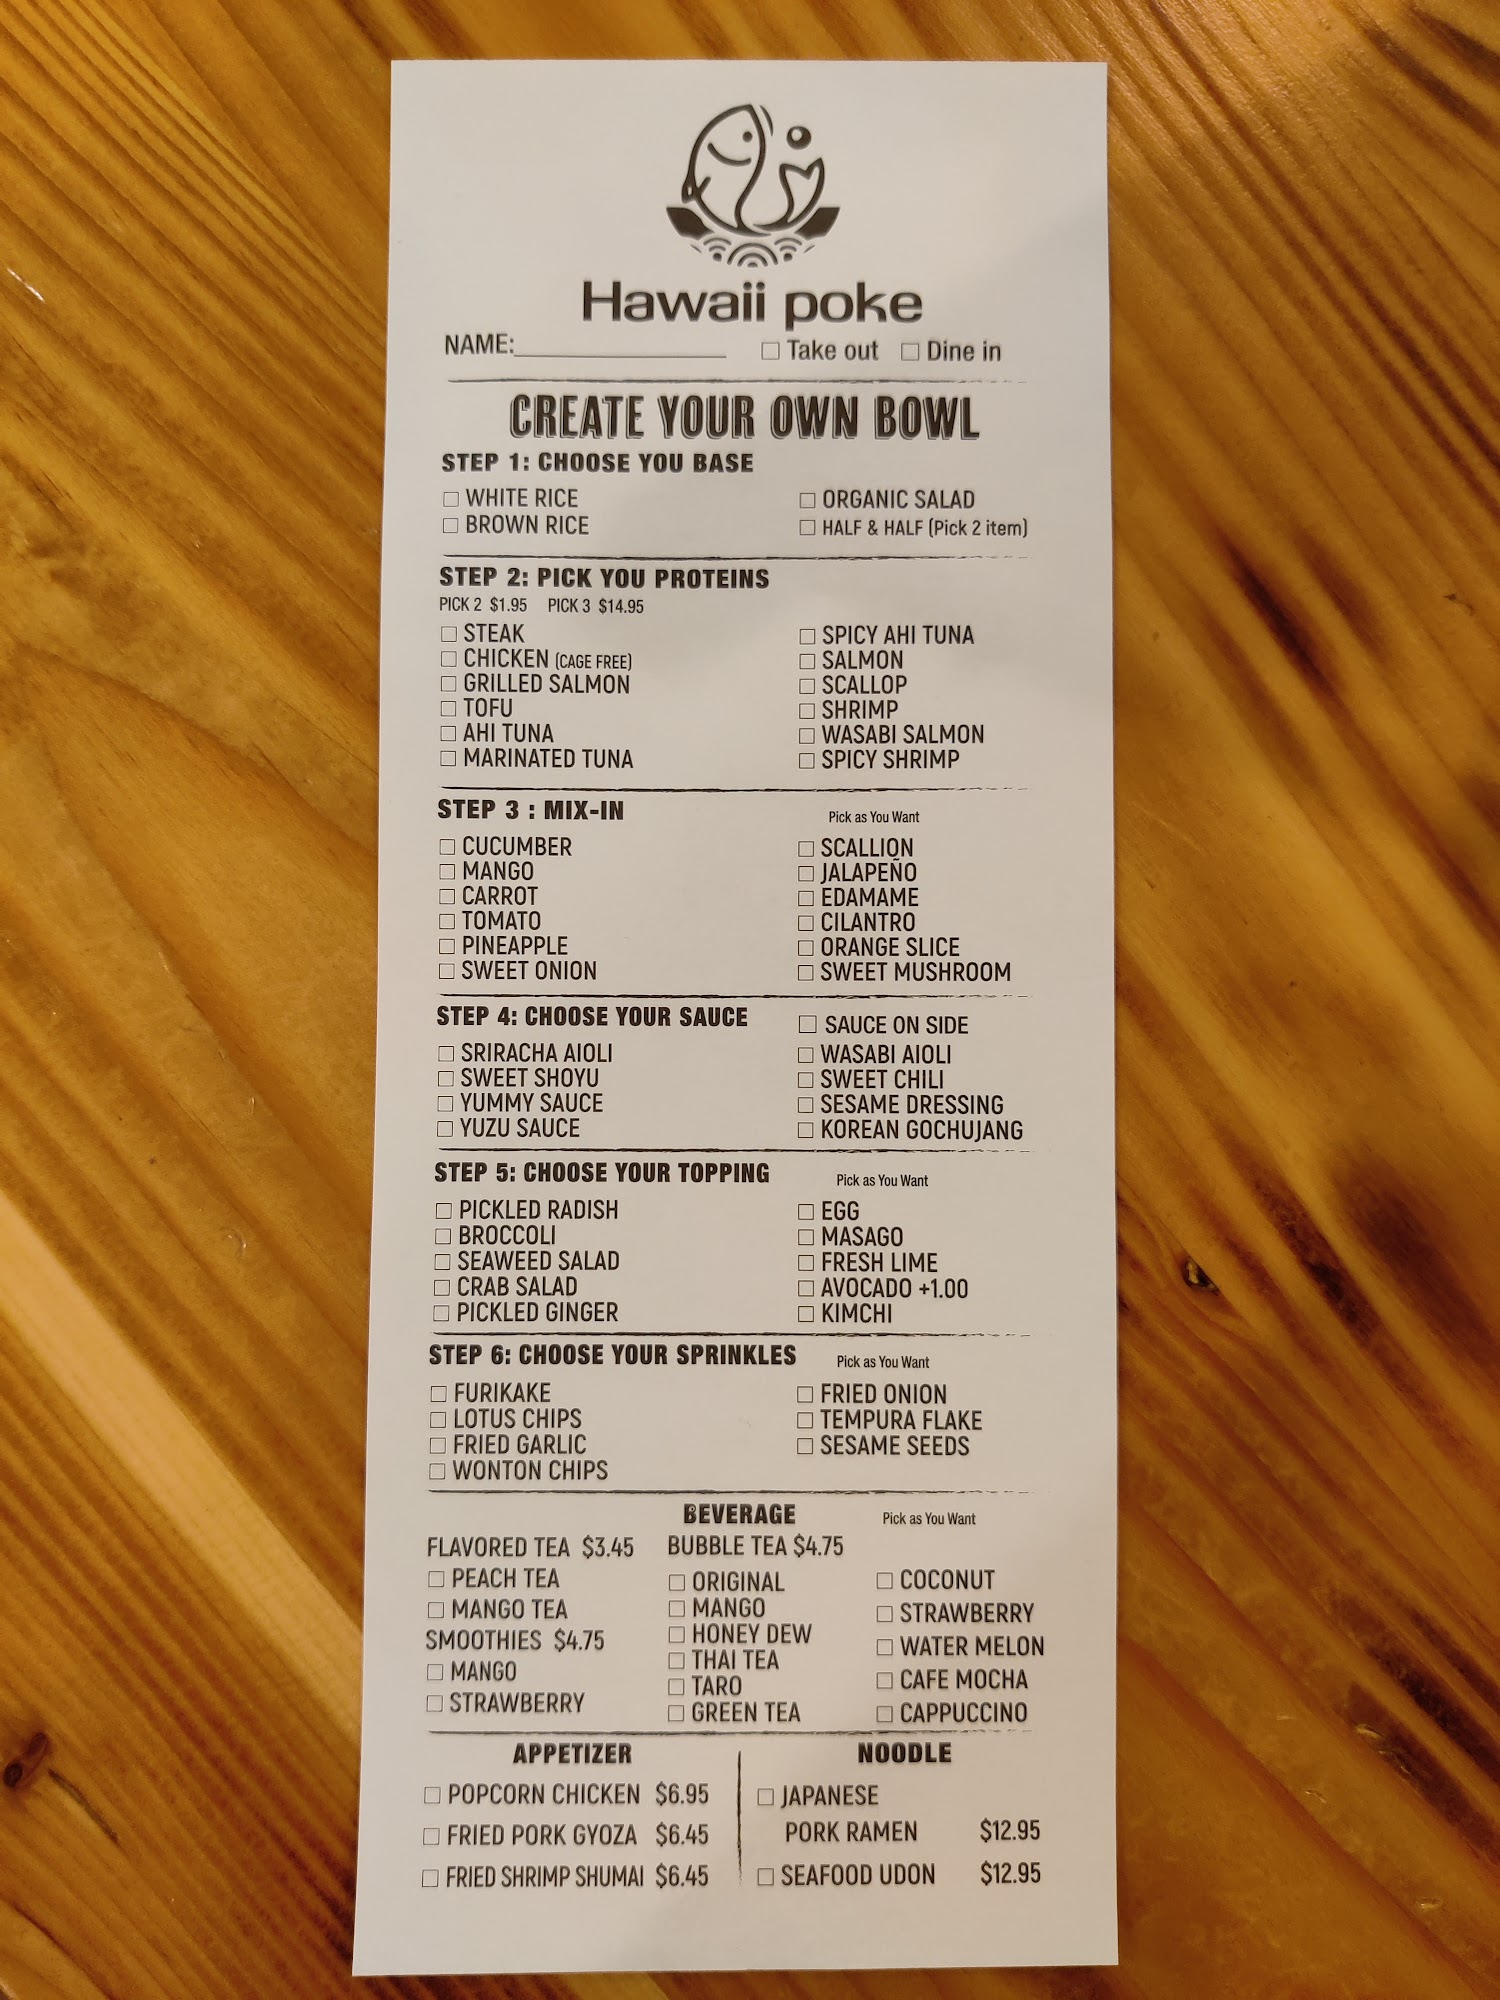 Hawaii poke
NAME:
Take out Dine in
CREATE YOUR OWN BOWL
STEP 1: CHOOSE YOU BASE
WHITE RICE
BROWN RICE
ORGANIC SALAD
HALF & HALF (Pick 2 item)
STEP 2: PICK YOU PROTEINS
PICK 2 $1.95 PICK 3 $14.95
STEAK
CHICKEN (CAGE FREE)
GRILLED SALMON
TOFU
AHI TUNA
MARINATED TUNA
SPICY AHI TUNA
SALMON
SCALLOP
SHRIMP
WASABI SALMON
SPICY SHRIMP
STEP 3 : MIX-IN
Pick as You Want
CUCUMBER
MANGO
CARROT
TOMATO
PINEAPPLE
SWEET ONION
SCALLION
JALAPEÑO
EDAMAME
CILANTRO
ORANGE SLICE
SWEET MUSHROOM
STEP 4: CHOOSE YOUR SAUCE
SAUCE ON SIDE
SRIRACHA AIOLI
SWEET SHOYU
YUMMY SAUCE
YUZU SAUCE
WASABI AIOLI
SWEET CHILI
SESAME DRESSING
KOREAN GOCHUJANG
STEP 5: CHOOSE YOUR TOPPING
Pick as You Want
PICKLED RADISH
BROCCOLI
SEAWEED SALAD
CRAB SALAD
PICKLED GINGER
EGG
MASAGO
FRESH LIME
AVOCADO +1.00
KIMCHI
STEP 6: CHOOSE YOUR SPRINKLES
Pick as You Want
FURIKAKE
LOTUS CHIPS
FRIED GARLIC
WONTON CHIPS
FRIED ONION
TEMPURA FLAKE
SESAME SEEDS
BEVERAGE
Pick as You Want
FLAVORED TEA $3.45
PEACH TEA
MANGO TEA
SMOOTHIES $4.75
MANGO
STRAWBERRY
BUBBLE TEA $4.75
ORIGINAL
MANGO
HONEY DEW
THAI TEA
TARO
GREEN TEA
COCONUT
STRAWBERRY
WATER MELON
CAFE MOCHA
CAPPUCCINO
APPETIZER
POPCORN CHICKEN $6.95
FRIED PORK GYOZA $6.45
FRIED SHRIMP SHUMAI $6.45
NOODLE
JAPANESE
PORK RAMEN $12.95
SEAFOOD UDON $12.95